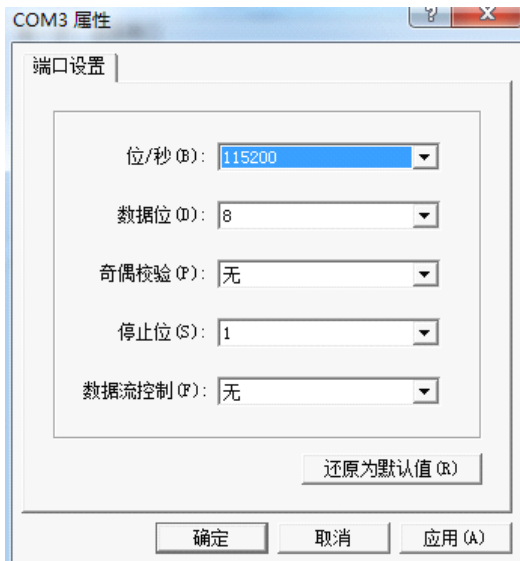 COM3 属性
端口设置
位/秒(B): 115200
数据位(D): 8
奇偶校验(P): 无
停止位(S): 1
数据流控制(F): 无
还原为默认值(R)
确定 取消 应用(A)